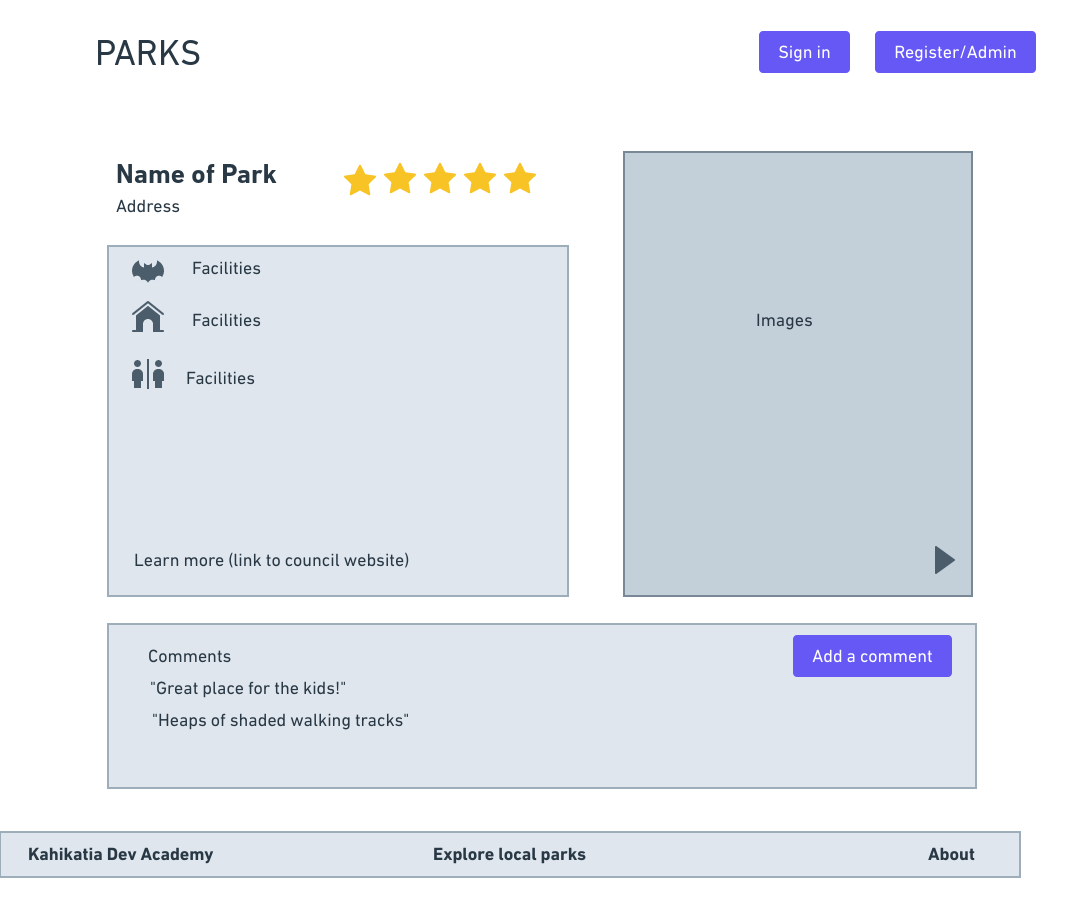 PARKS
Sign in
Register/Admin
Name of Park
Address
Facilities
Facilities
Facilities
Learn more (link to council website)
Images
Comments
Add a comment
"Great place for the kids!"
"Heaps of shaded walking tracks"
Kahikatia Dev Academy
Explore local parks
About